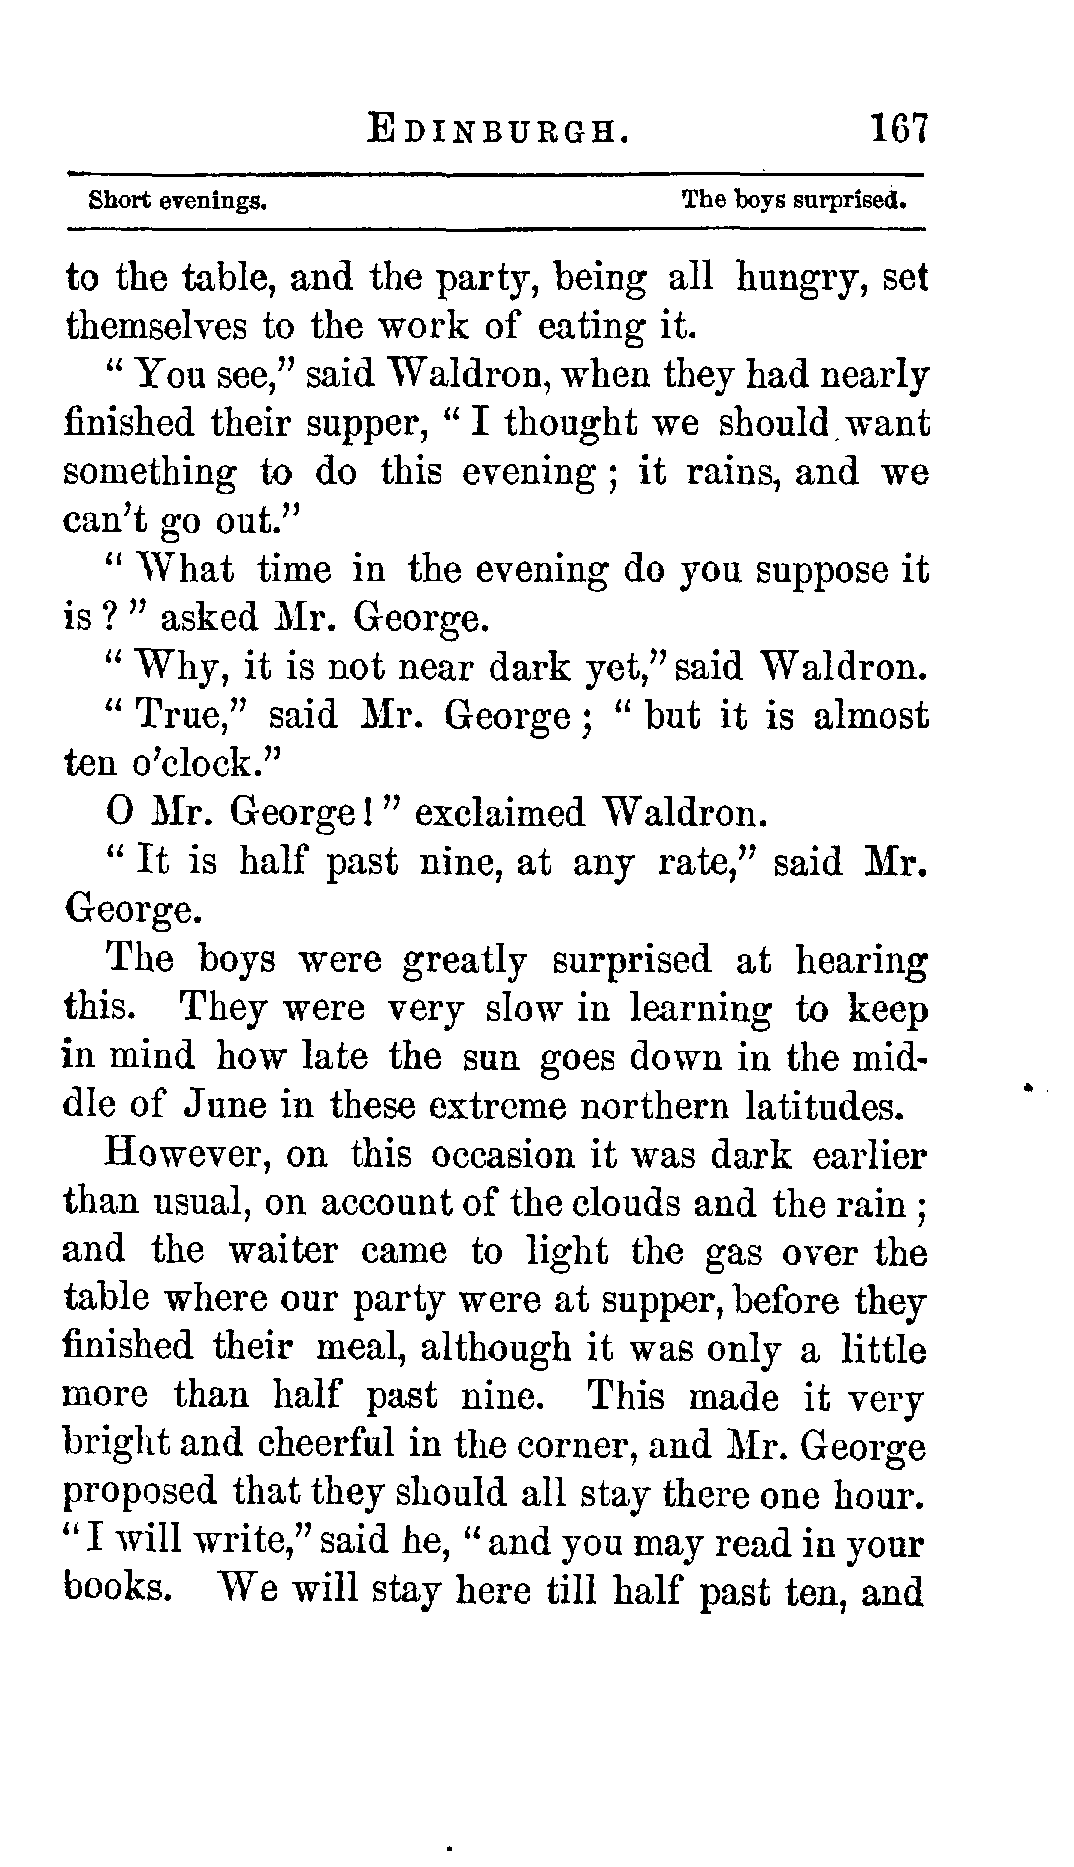 EDINBURGH. 167
Short evenings. The boys surprised.
to the table, and the party, being all hungry, set
themselves to the work of eating it.
“ You see,” said Waldron, when they had nearly
finished their supper, “ I thought we should want
something to do this evening ; it rains, and we
can’t go out.”
“ What time in the evening do you suppose it
is ? ” asked Mr. George.
“ Why, it is not near dark yet,” said Waldron.
“ True,” said Mr. George ; “ but it is almost
ten o’clock.”
O Mr. George ! ” exclaimed Waldron.
“ It is half past nine, at any rate,” said Mr.
George.
The boys were greatly surprised at hearing
this. They were very slow in learning to keep
in mind how late the sun goes down in the mid-
dle of June in these extreme northern latitudes.
However, on this occasion it was dark earlier
than usual, on account of the clouds and the rain ;
and the waiter came to light the gas over the
table where our party were at supper, before they
finished their meal, although it was only a little
more than half past nine. This made it very
bright and cheerful in the corner, and Mr. George
proposed that they should all stay there one hour.
“ I will write,” said he, “ and you may read in your
books. We will stay here till half past ten, and